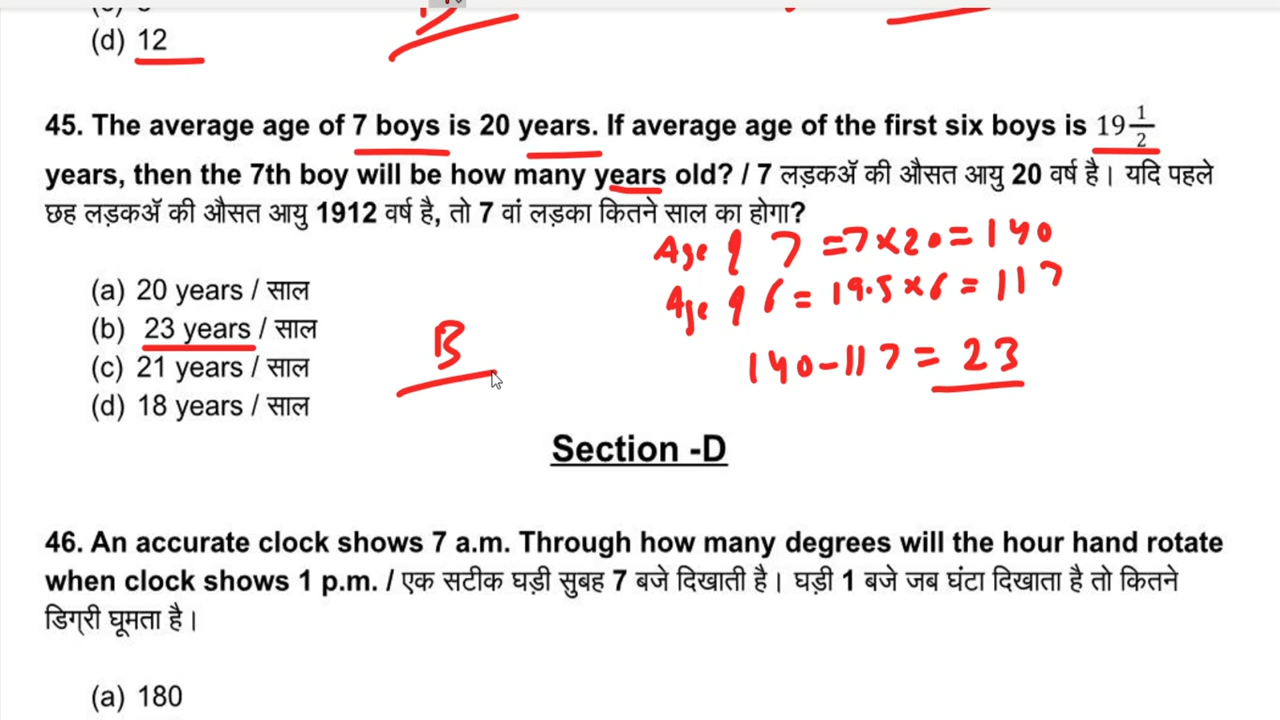 (d) 12
45. The average age of 7 boys is 20 years. If average age of the first six boys is 19 1/2
years, then the 7th boy will be how many years old? / 7 लड़कॲ की औसत आयु 20 वर्ष है। यदि पहले
छह लड़कॲ की औसत आयु 1912 वर्ष है, तो 7 वां लड़का कितने साल का होगा?
Age of 7 = 7 × 20 = 140
Age of 6 = 19.5 × 6 = 117
140 - 117 = 23
(a) 20 years / साल
(b) 23 years / साल
B
(c) 21 years / साल
(d) 18 years / साल
Section -D
46. An accurate clock shows 7 a.m. Through how many degrees will the hour hand rotate
when clock shows 1 p.m. / एक सटीक घड़ी सुबह 7 बजे दिखाती है। घड़ी 1 बजे जब घंटा दिखाता है तो कितने
डिग्री घूमता है।
(a) 180